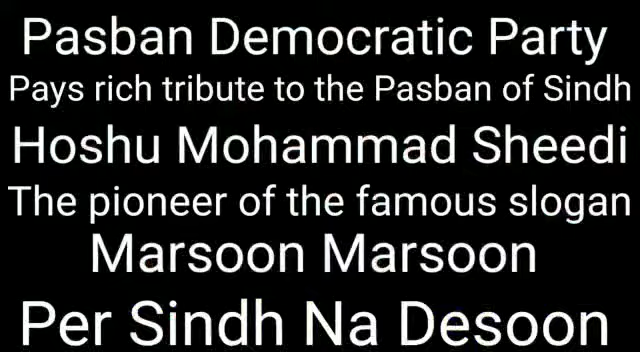 Pasban Democratic Party
Pays rich tribute to the Pasban of Sindh
Hoshu Mohammad Sheedi
The pioneer of the famous slogan
Marsoon Marsoon
Per Sindh Na Desoon